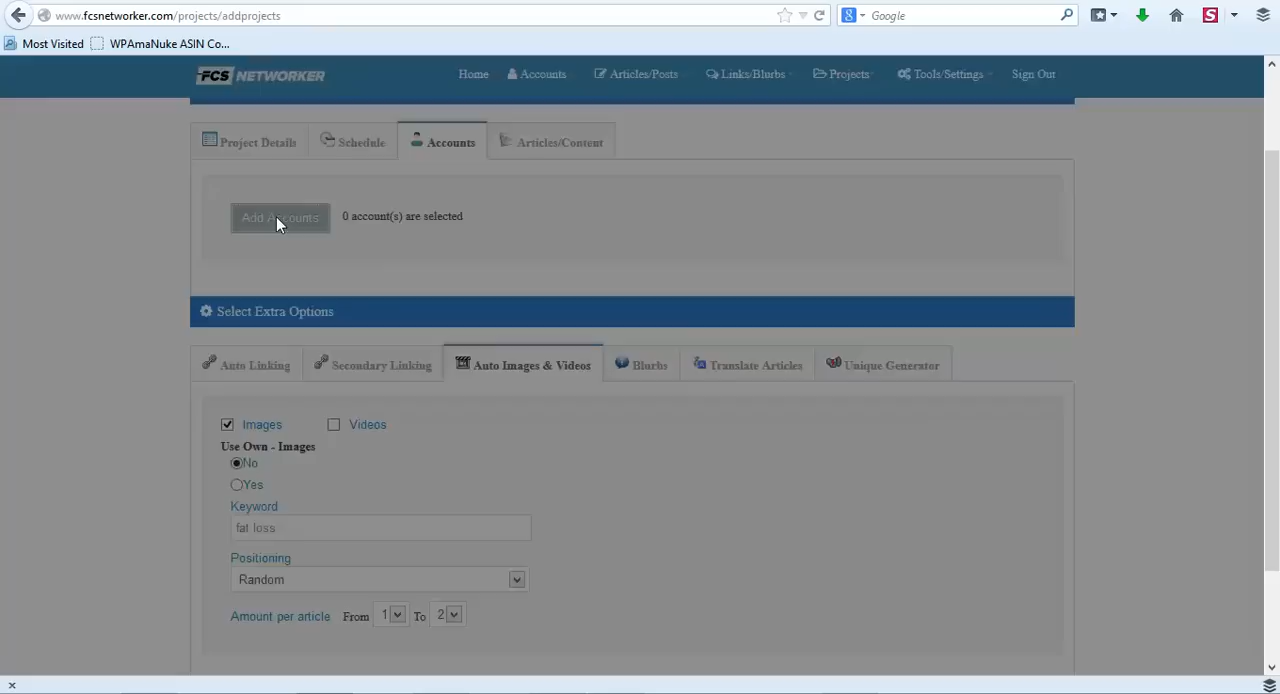 www.fcsnetworker.com/projects/addprojects
Google
Most Visited WPAmaNuke ASIN Co...
FCS NETWORKER Home Accounts Articles/Posts Links/Blurbs Projects Tools/Settings Sign Out
Project Details Schedule Accounts Articles/Content
Add Accounts 0 account(s) are selected
Select Extra Options
Auto Linking Secondary Linking Auto Images & Videos Blurbs Translate Articles Unique Generator
Images Videos
Use Own - Images
No
Yes
Keyword
fat loss
Positioning
Random
Amount per article From 1 To 2